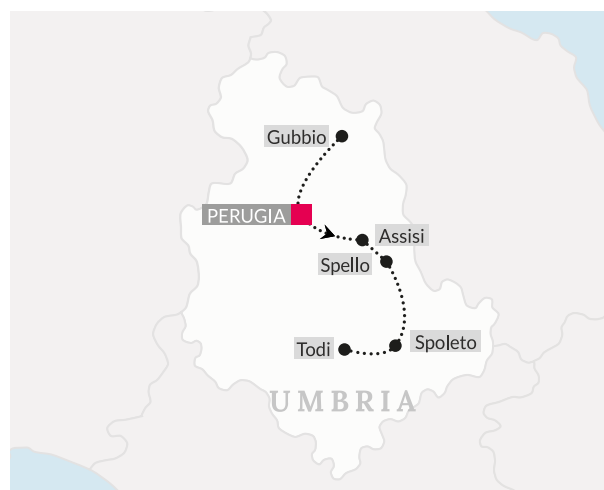 Gubbio
PERUGIA
Assisi
Spello
Spoleto
Todi
UMBRIA